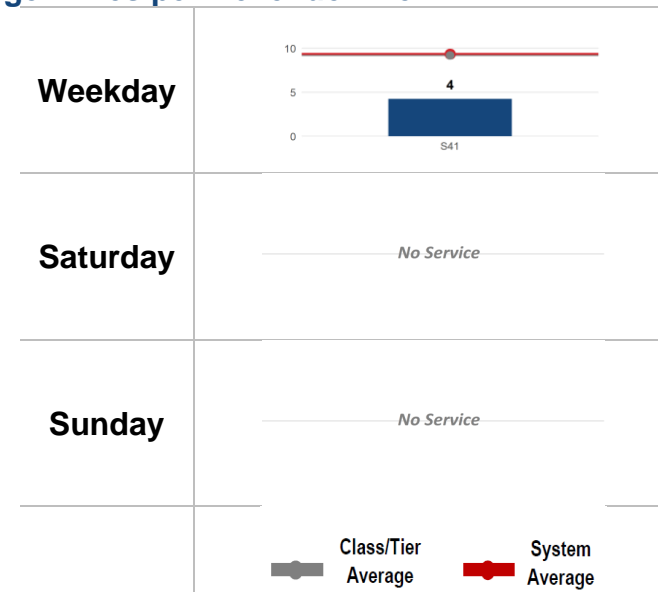 Weekday
10
5
0
4
S41
Saturday
No Service
Sunday
No Service
Class/Tier
Average
System
Average